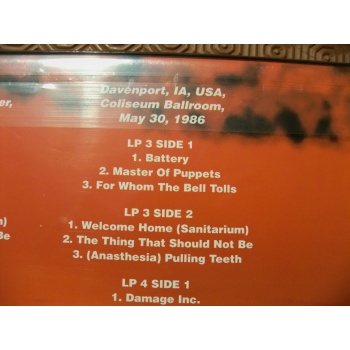 Davenport, IA, USA,
Coliseum Ballroom,
May 30, 1986
LP 3 SIDE 1
1. Battery
2. Master Of Puppets
3. For Whom The Bell Tolls
LP 3 SIDE 2
1. Welcome Home (Sanitarium)
2. The Thing That Should Not Be
3. (Anasthesia) Pulling Teeth
LP 4 SIDE 1
1. Damage Inc.